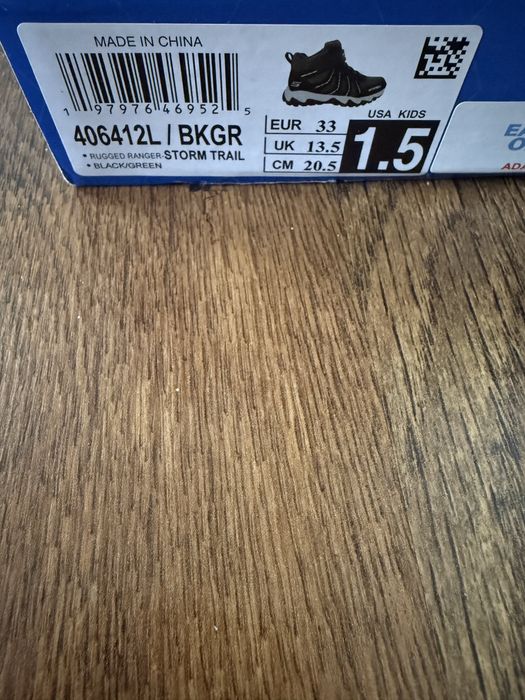 MADE IN CHINA
1 97976 46952 5
406412L / BKGR
• RUGGED RANGER-STORM TRAIL
• BLACK/GREEN
EUR 33
UK 13.5
CM 20.5
USA KIDS
1.5